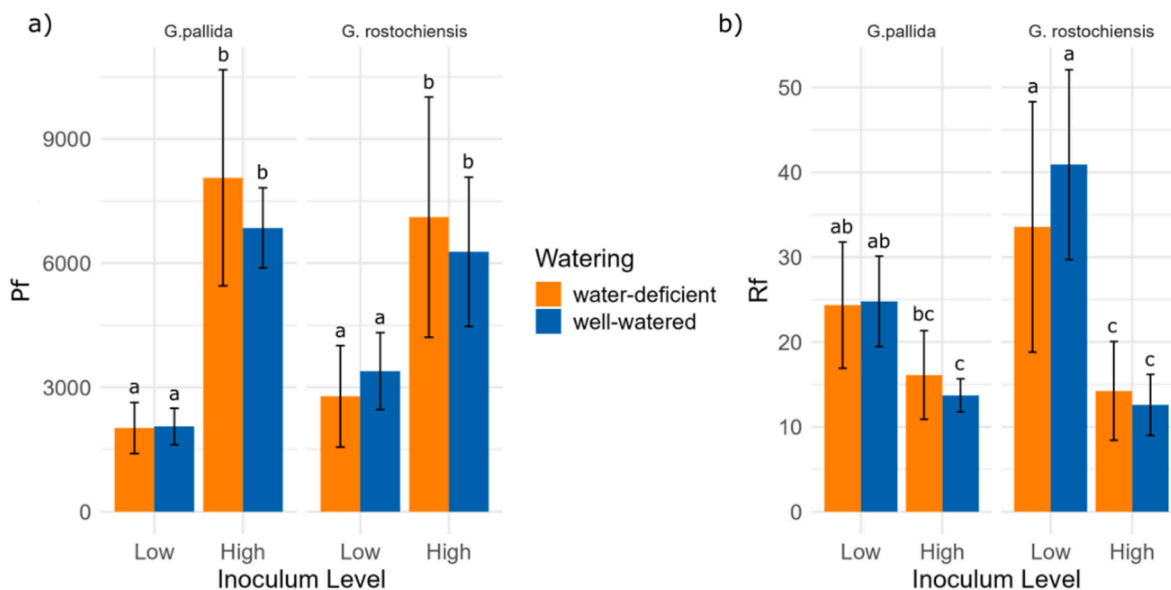 a)
G.pallida
G. rostochiensis
b
b
b
b
a
a
a
a
9000
6000
3000
0
Pf
Low
High
Low
High
Inoculum Level
Watering
water-deficient
well-watered
b)
G.pallida
G. rostochiensis
a
a
ab
ab
bc
c
c
c
50
40
30
20
10
0
Rf
Low
High
Low
High
Inoculum Level